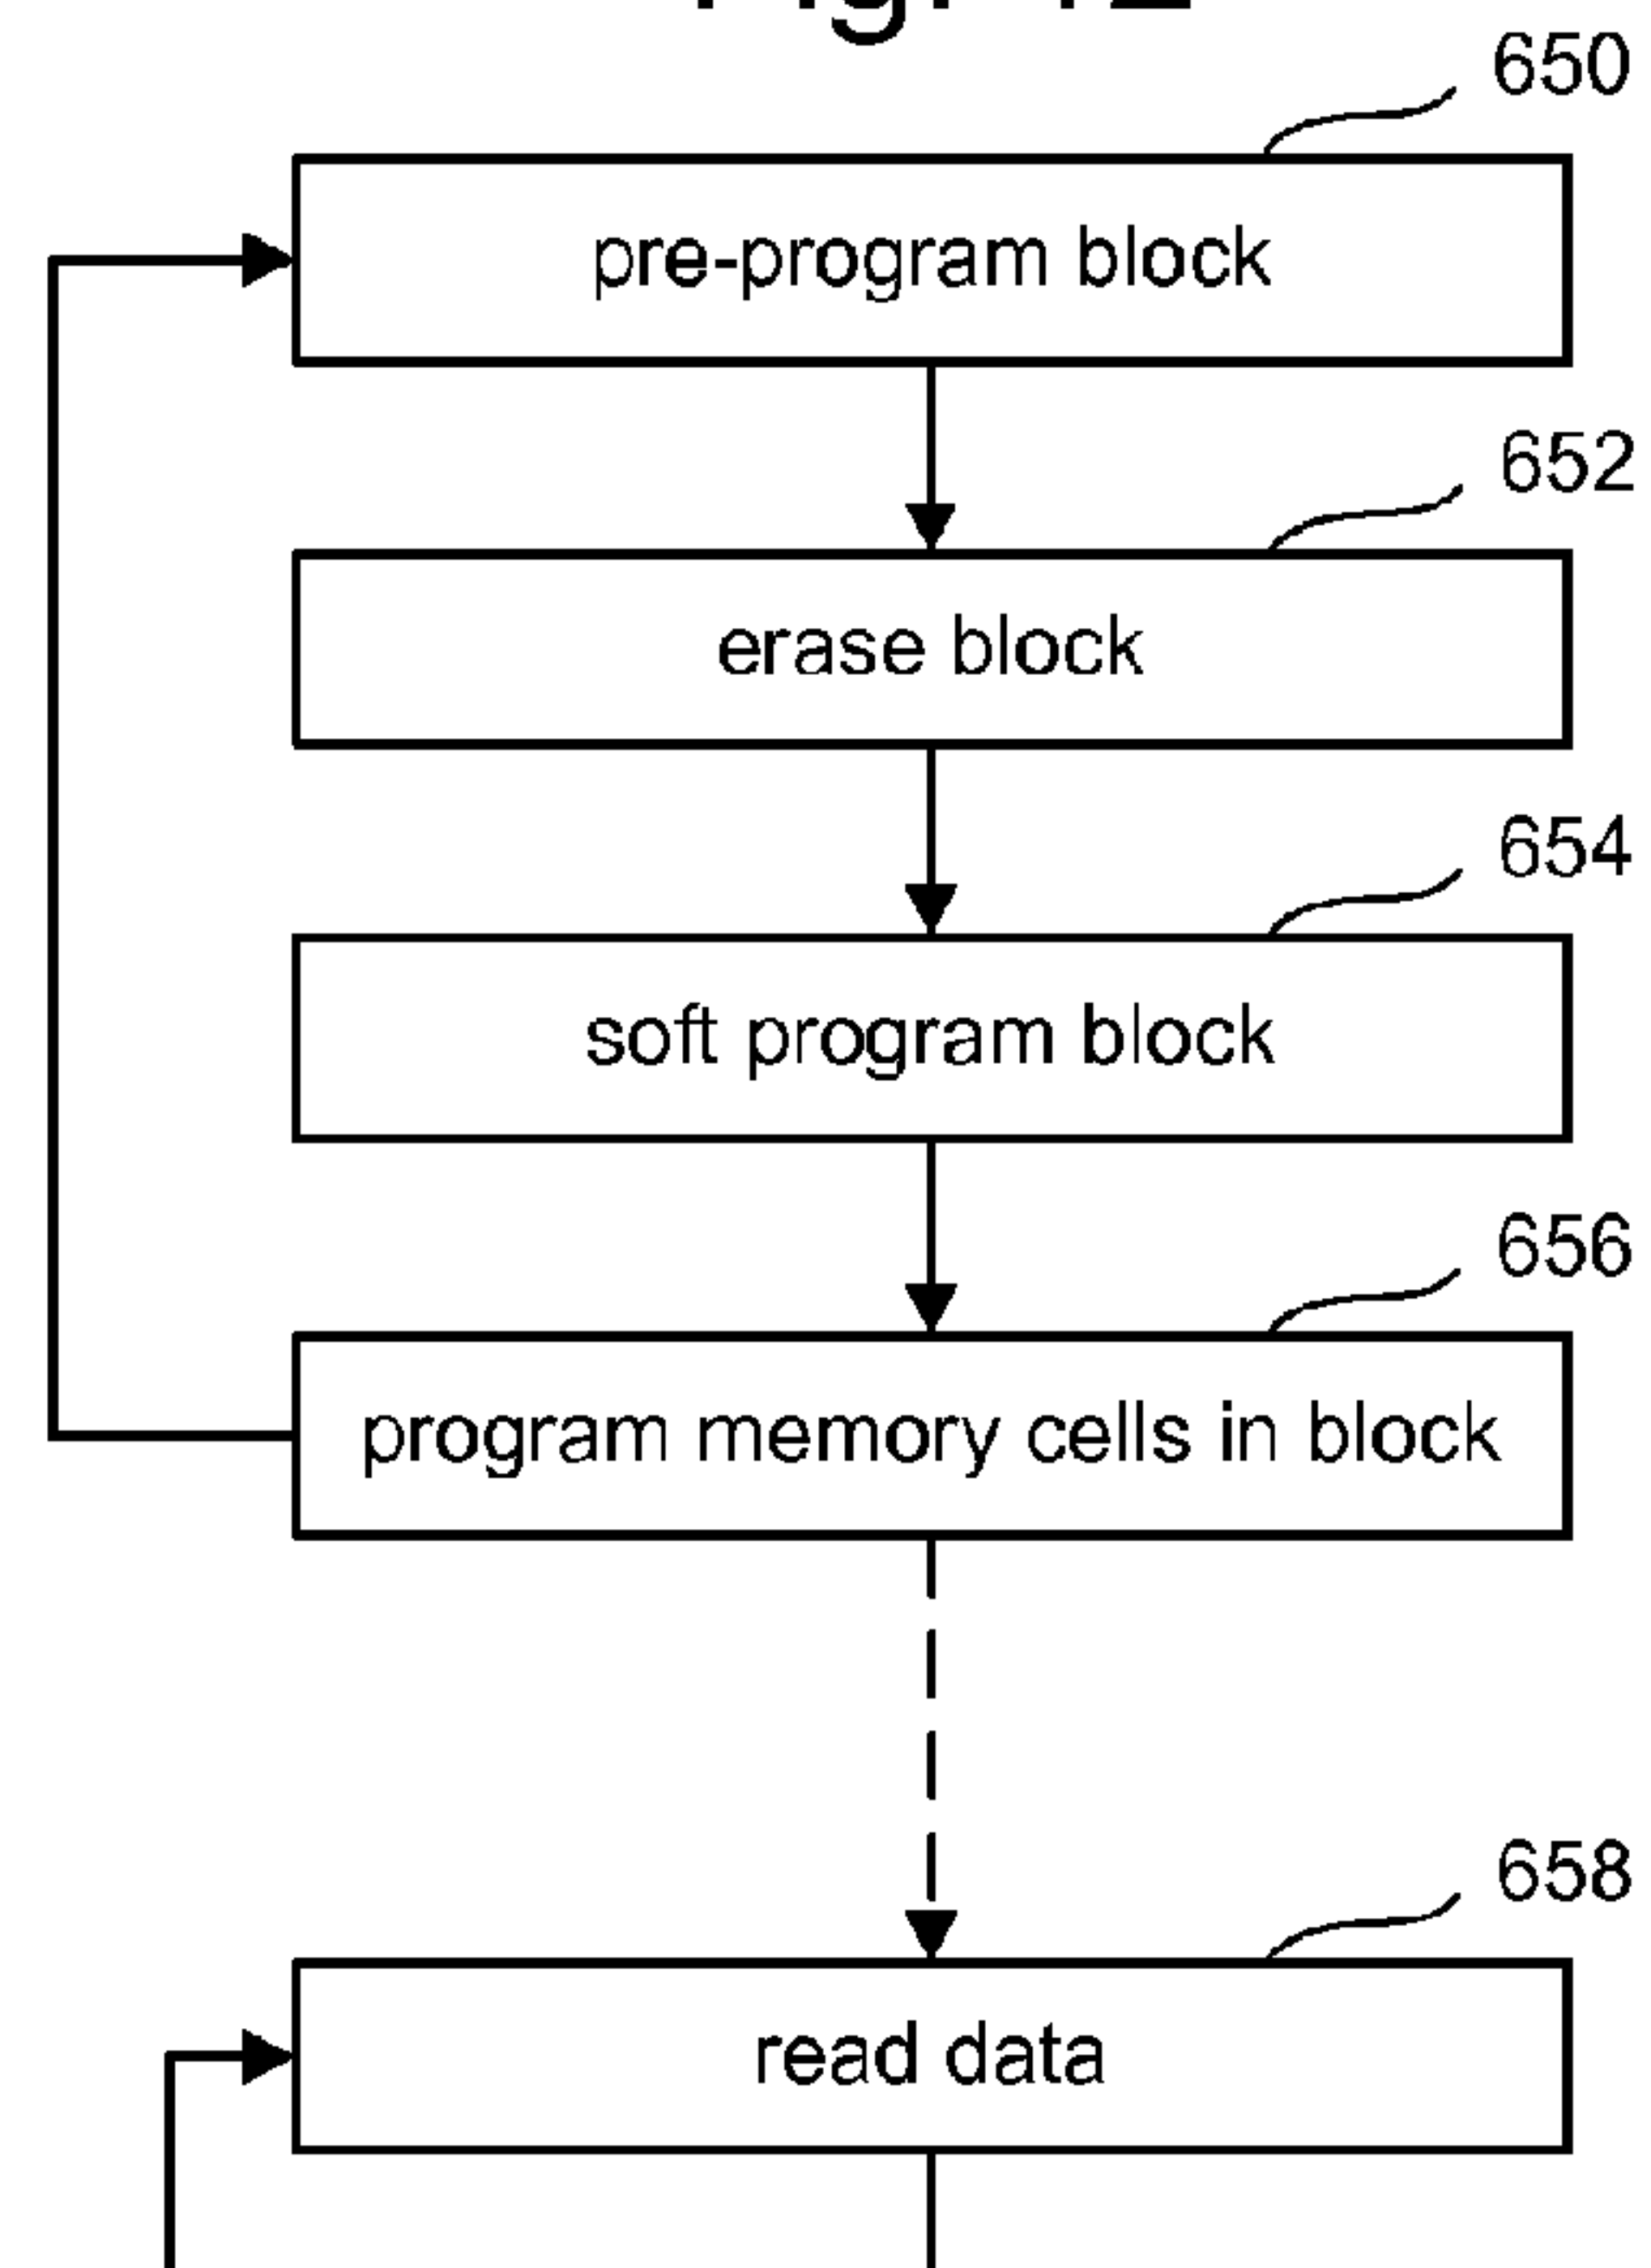 650
pre-program block
652
erase block
654
soft program block
656
program memory cells in block
658
read data